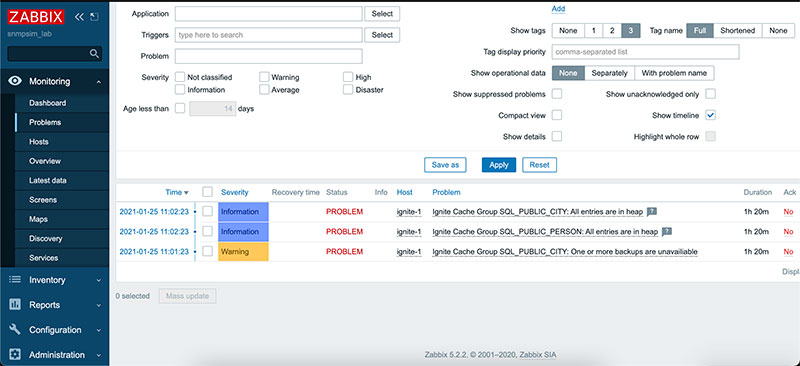 ZABBIX
snmpsim_lab
Monitoring
Dashboard
Problems
Hosts
Overview
Latest data
Screens
Maps
Discovery
Services
Inventory
Reports
Configuration
Administration
Application Select
Triggers type here to search Select
Problem
Severity Not classified Warning High
Information Average Disaster
Age less than 14 days
Add
Show tags None 1 2 3 Tag name Full Shortened None
Tag display priority comma-separated list
Show operational data None Separately With problem name
Show suppressed problems Show unacknowledged only
Compact view Show timeline
Show details Highlight whole row
Save as Apply Reset
Time Severity Recovery time Status Info Host Problem Duration Ack
2021-01-25 11:02:23 Information PROBLEM ignite-1 Ignite Cache Group SQL_PUBLIC_CITY: All entries are in heap ? 1h 20m No
2021-01-25 11:02:23 Information PROBLEM ignite-1 Ignite Cache Group SQL_PUBLIC_PERSON: All entries are in heap ? 1h 20m No
2021-01-25 11:01:23 Warning PROBLEM ignite-1 Ignite Cache Group SQL_PUBLIC_CITY: One or more backups are unavailiable 1h 20m No
Displa
0 selected Mass update
Zabbix 5.2.2. © 2001–2020, Zabbix SIA